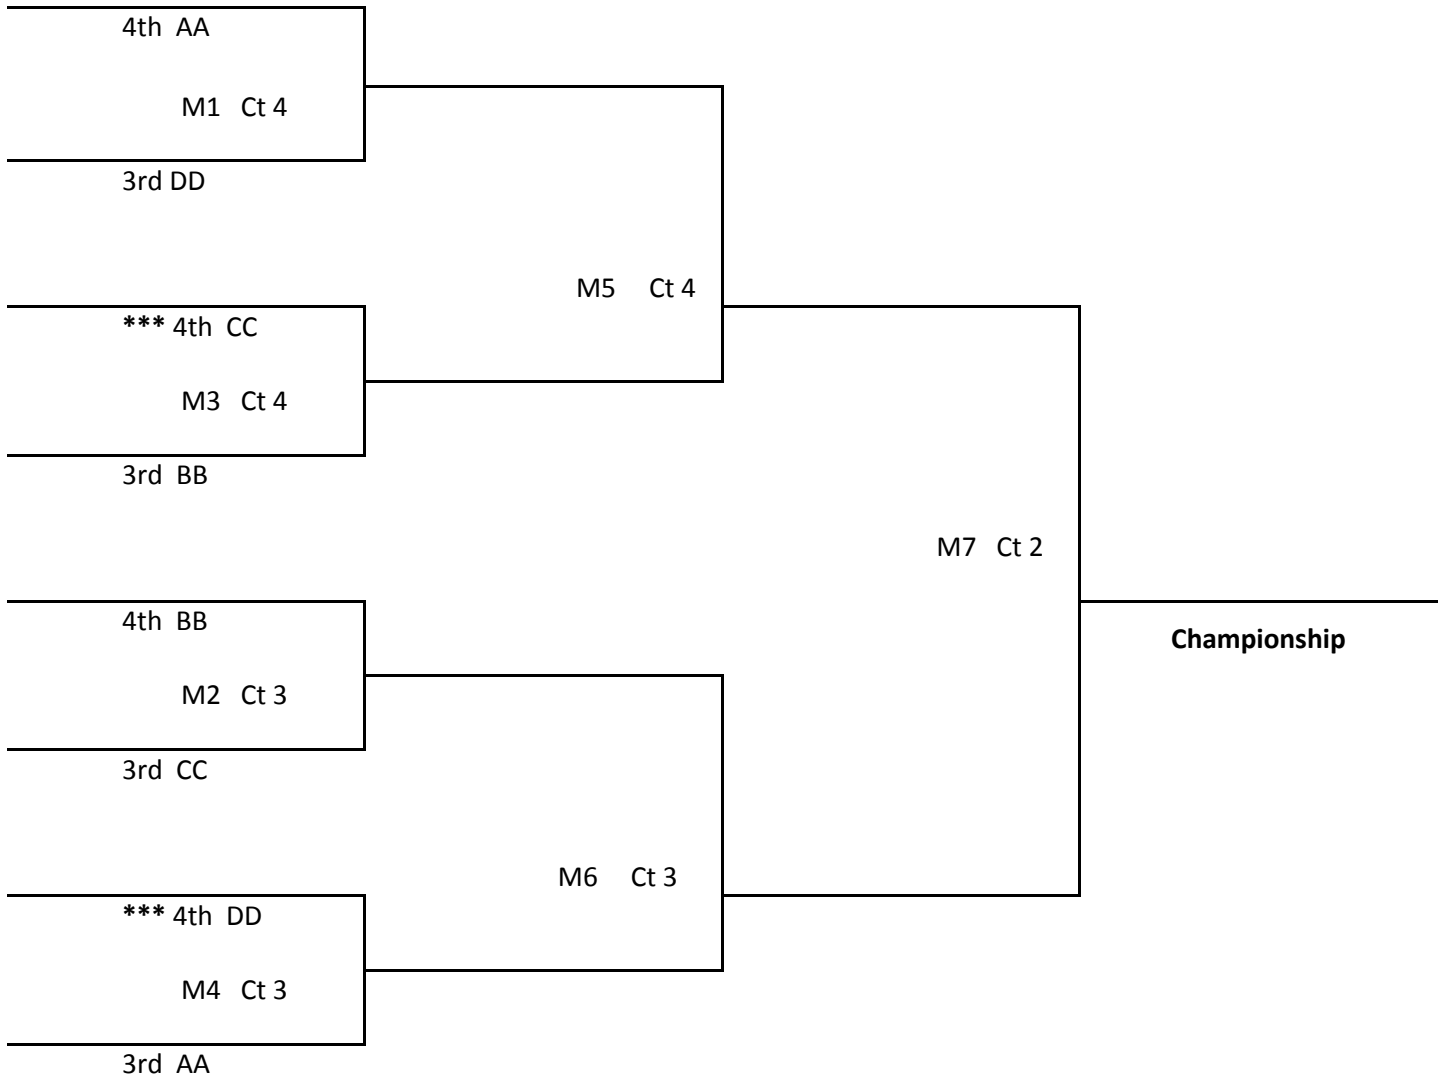 4th AA
M1 Ct 4
3rd DD
M5 Ct 4
*** 4th CC
M3 Ct 4
3rd BB
M7 Ct 2
4th BB
Championship
M2 Ct 3
3rd CC
M6 Ct 3
*** 4th DD
M4 Ct 3
3rd AA